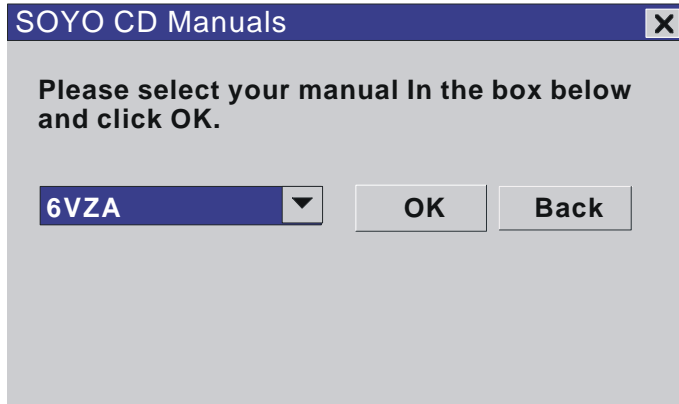 SOYO CD Manuals
Please select your manual In the box below
and click OK.
6VZA
OK
Back